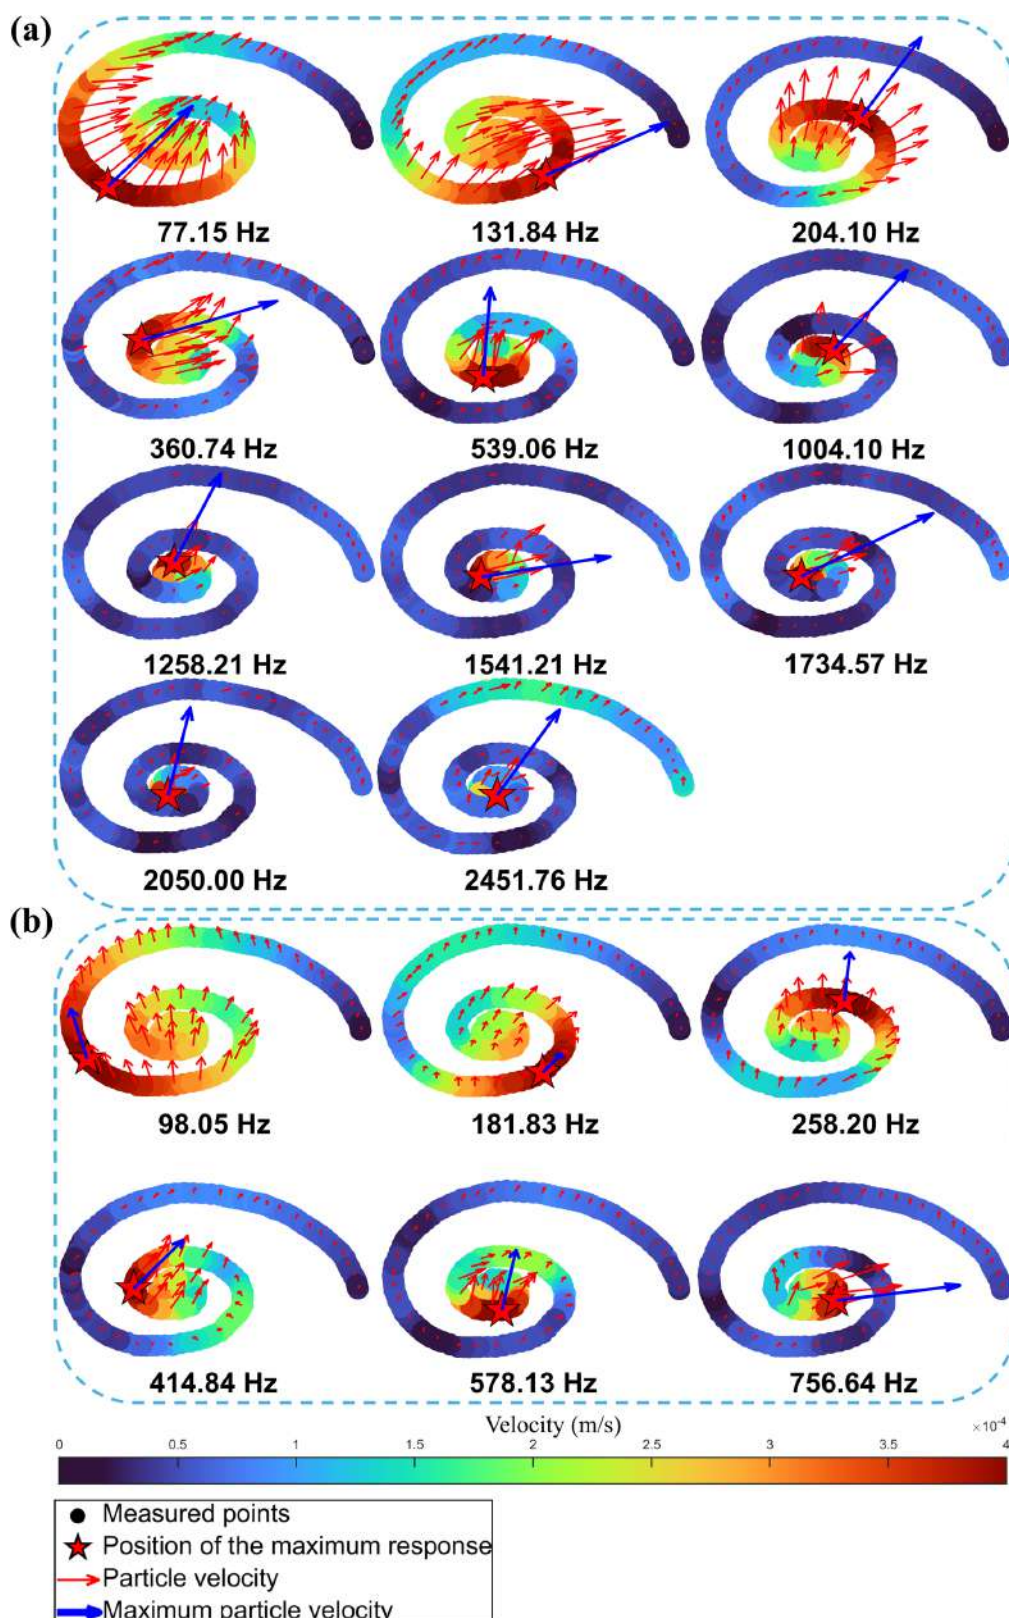 (a)
77.15 Hz 131.84 Hz 204.10 Hz
360.74 Hz 539.06 Hz 1004.10 Hz
1258.21 Hz 1541.21 Hz 1734.57 Hz
2050.00 Hz 2451.76 Hz
(b)
98.05 Hz 181.83 Hz 258.20 Hz
414.84 Hz 578.13 Hz 756.64 Hz
Velocity (m/s) ×10⁻⁴
0 0.5 1 1.5 2 2.5 3 3.5 4
Measured points
Position of the maximum response
Particle velocity
Maximum particle velocity